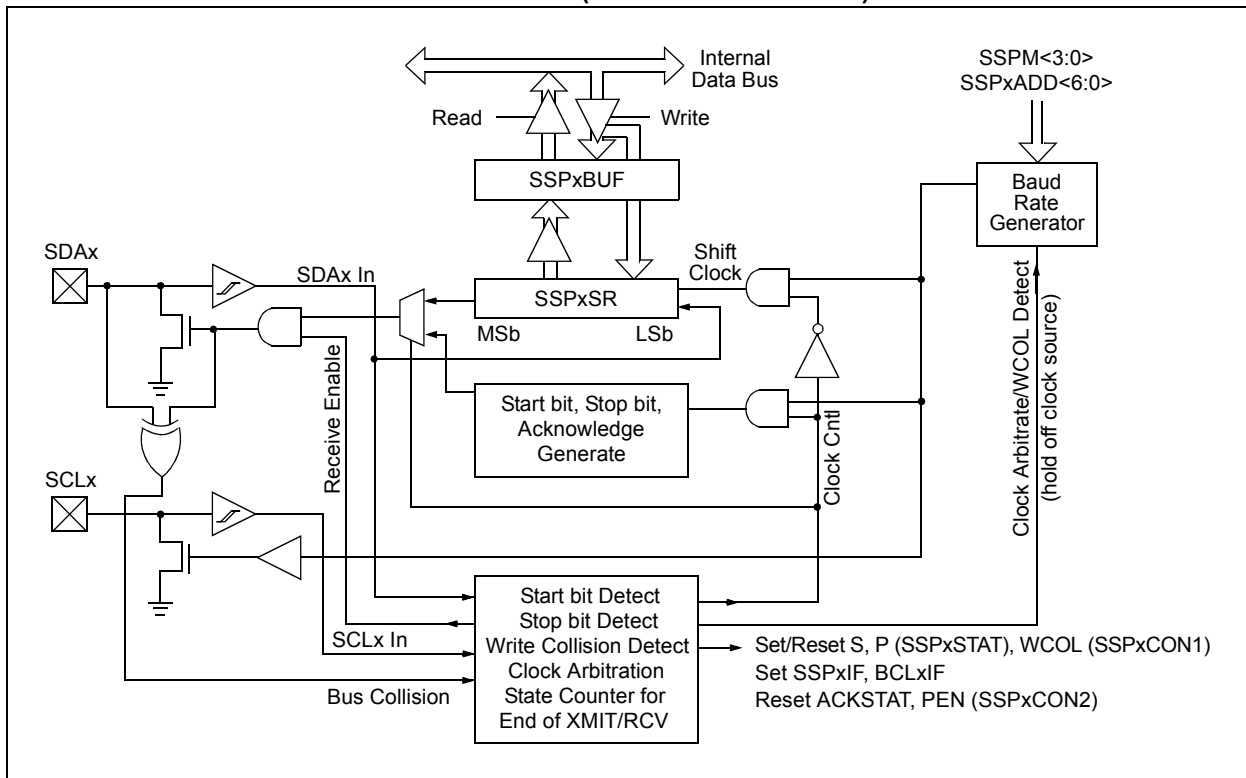 Internal
Data Bus
SSPM<3:0>
SSPxADD<6:0>
Read
Write
SSPxBUF
Baud
Rate
Generator
SDAx
SDAx In
Shift
Clock
SSPxSR
MSb
LSb
Receive Enable
Start bit, Stop bit,
Acknowledge
Generate
Clock Cntl
Clock Arbitrate/WCOL Detect
(hold off clock source)
SCLx
SCLx In
Bus Collision
Start bit Detect
Stop bit Detect
Write Collision Detect
Clock Arbitration
State Counter for
End of XMIT/RCV
Set/Reset S, P (SSPxSTAT), WCOL (SSPxCON1)
Set SSPxIF, BCLxIF
Reset ACKSTAT, PEN (SSPxCON2)